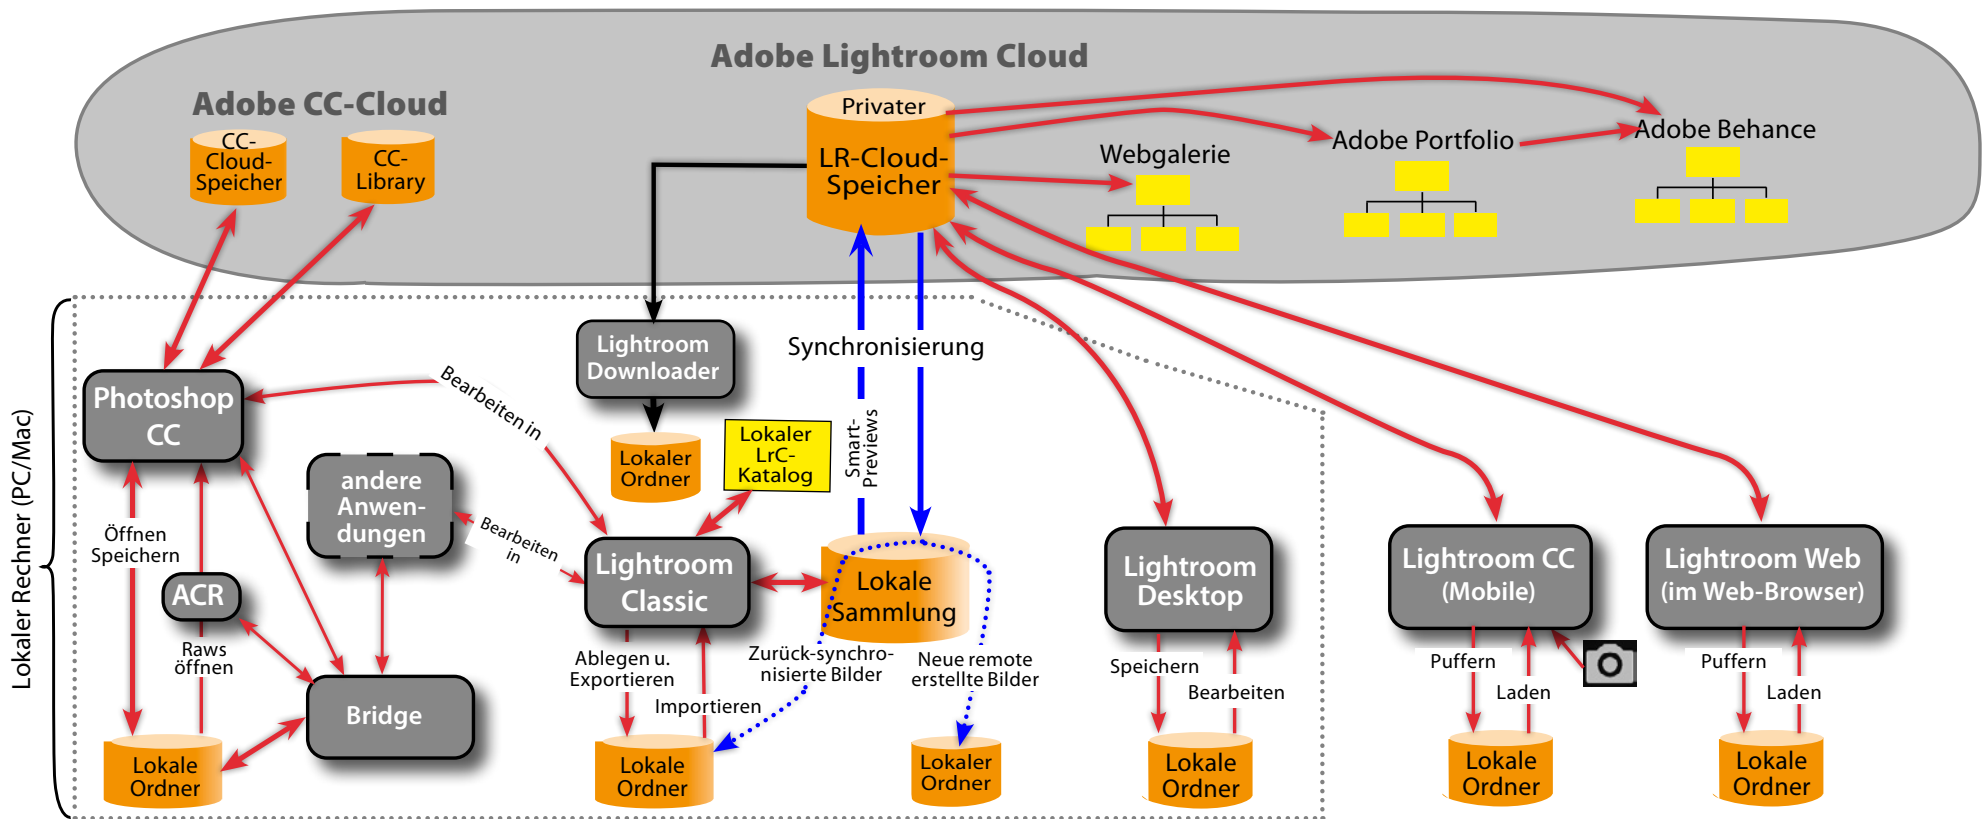 Adobe Lightroom Cloud
Adobe CC-Cloud
CC-
Cloud-
Speicher
CC-
Library
Privater
LR-Cloud-
Speicher
Webgalerie
Adobe Portfolio
Adobe Behance
Lokaler Rechner (PC/Mac)
Photoshop
CC
Bearbeiten in
Lightroom
Downloader
Lokaler
Ordner
Lokaler
LrC-
Katalog
Synchronisierung
Smart-
Previews
andere
Anwen-
dungen
Bearbeiten
in
Öffnen
Speichern
ACR
Raws
öffnen
Bridge
Lokale
Ordner
Lightroom
Classic
Lokale
Sammlung
Ablegen u.
Exportieren
Importieren
Zurück-synchro-
nisierte Bilder
Neue remote
erstellte Bilder
Lokale
Ordner
Lokaler
Ordner
Lightroom
Desktop
Speichern
Bearbeiten
Lokale
Ordner
Lightroom CC
(Mobile)
Puffern
Laden
Lokale
Ordner
Lightroom Web
(im Web-Browser)
Puffern
Laden
Lokale
Ordner